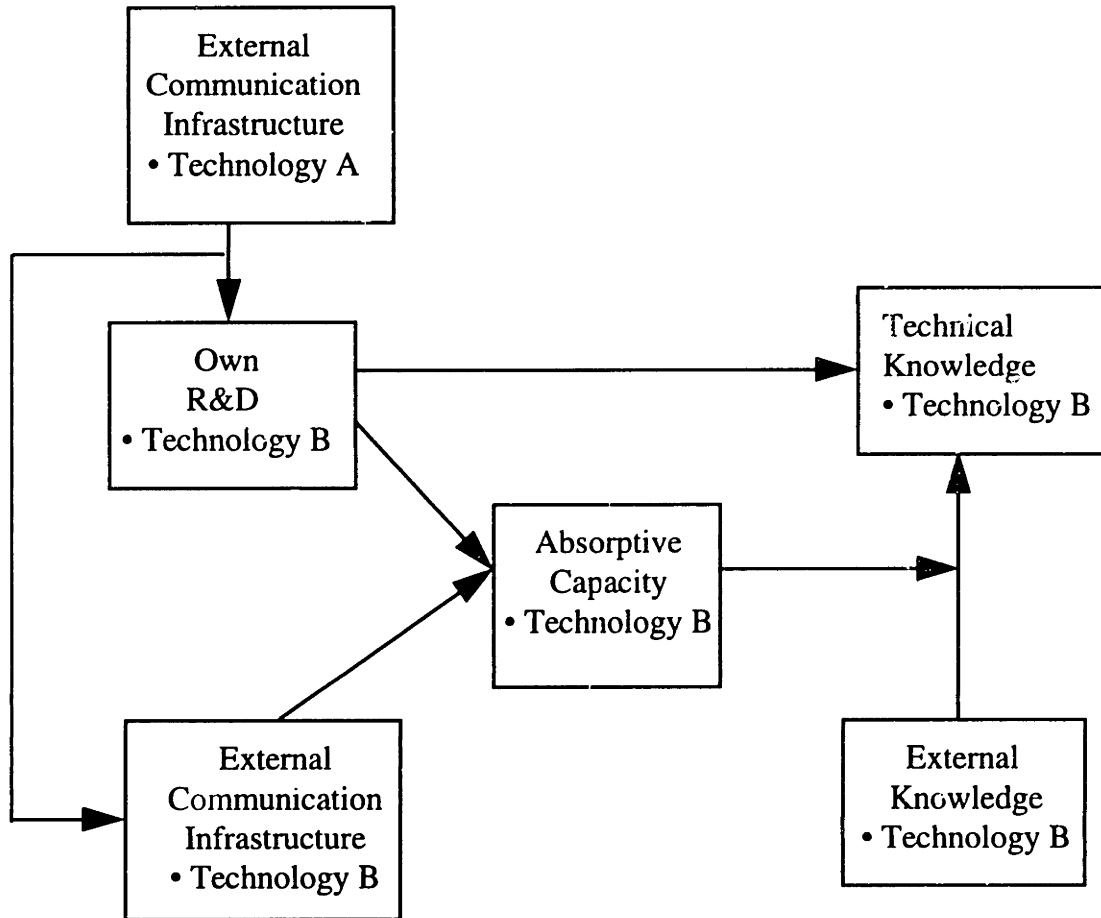 External
Communication
Infrastructure
• Technology A
Own
R&D
• Technology B
Technical
Knowledge
• Technology B
Absorptive
Capacity
• Technology B
External
Communication
Infrastructure
• Technology B
External
Knowledge
• Technology B